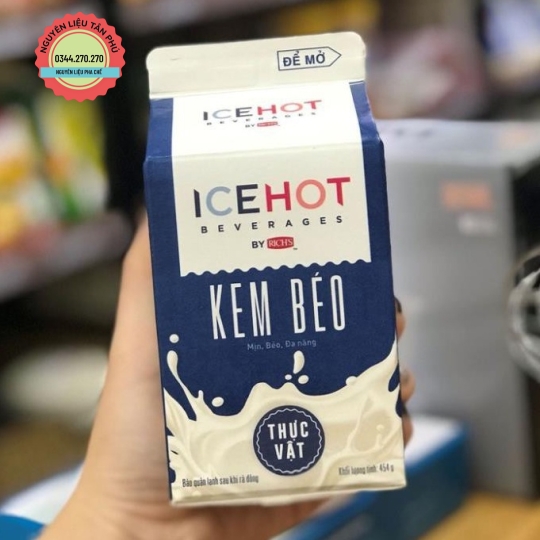 NGUYÊN LIỆU TÂN PHÚ
0344.270.270
NGUYÊN LIỆU PHA CHẾ
ĐỂ MỞ
ICEHOT
BEVERAGES
BY RICH'S
ICEHOT
BEVERAGES
BY RICH'S
KEM BÉO
Mịn, Béo, Đa năng
THỰC
VẬT
Bảo quản lạnh sau khi rã đông
Khối lượng tịnh: 454 g